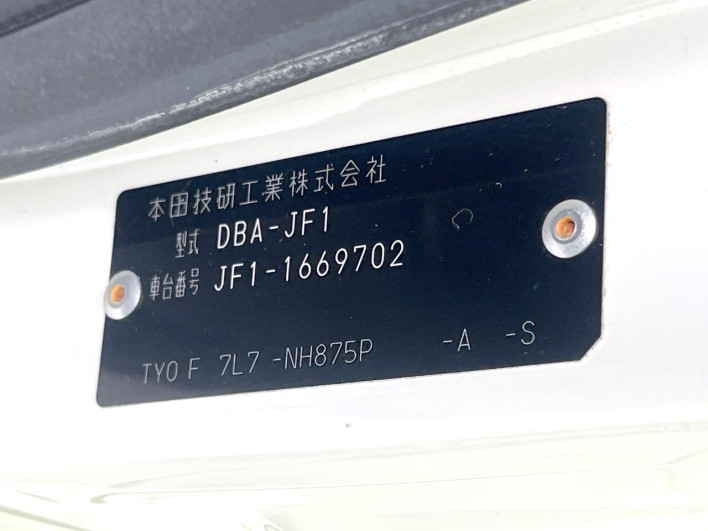 本田技研工業株式会社
型式 DBA-JF1
車台番号 JF1-1669702
TYO F 7L7 -NH875P -A -S